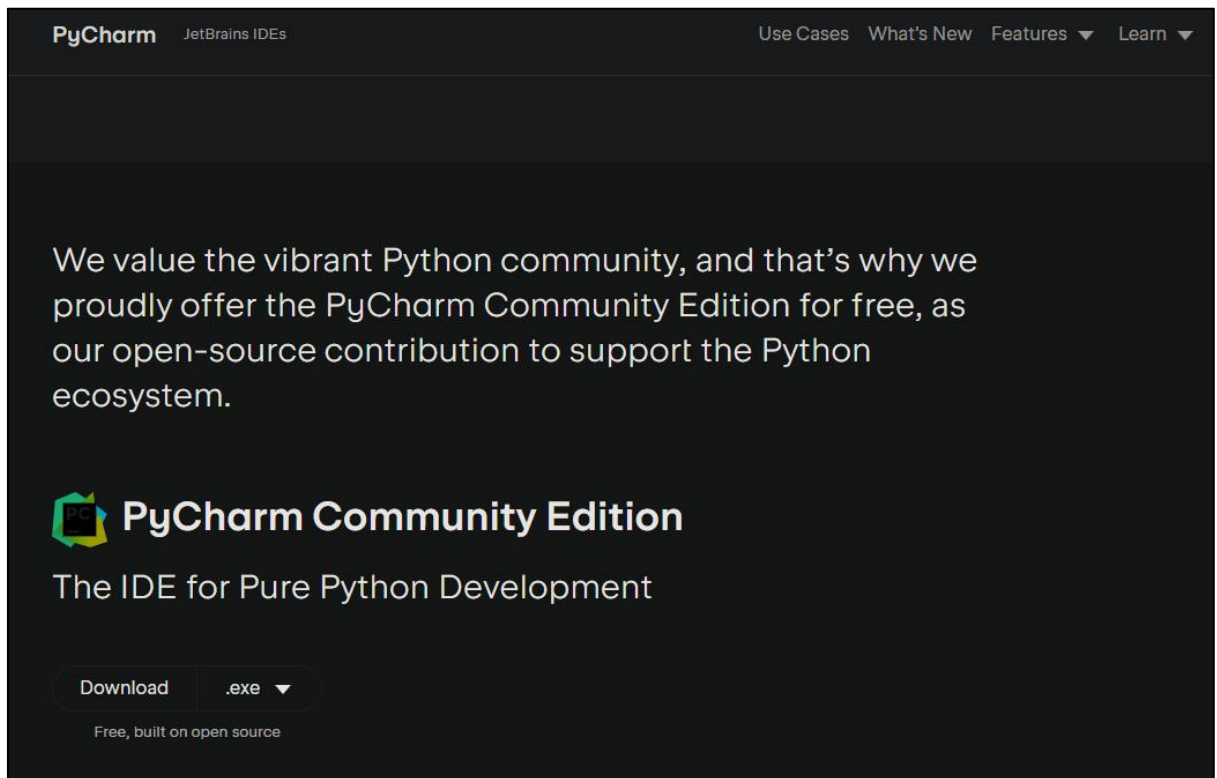 PyCharm JetBrains IDEs Use Cases What's New Features Learn
We value the vibrant Python community, and that’s why we
proudly offer the PyCharm Community Edition for free, as
our open-source contribution to support the Python
ecosystem.
PC
PyCharm Community Edition
The IDE for Pure Python Development
Download .exe
Free, built on open source